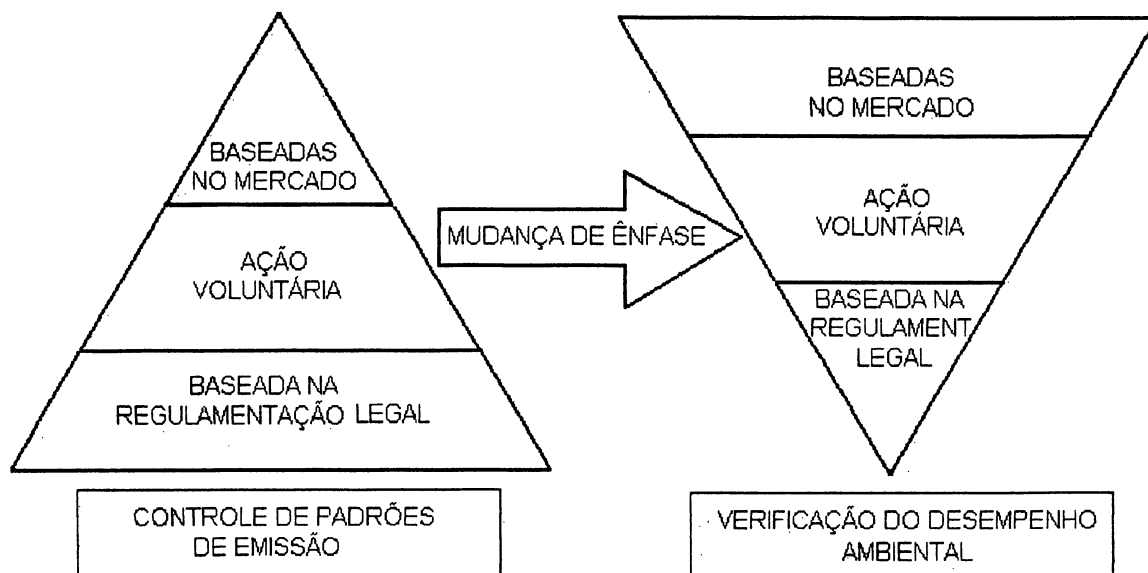 BASEADAS
NO MERCADO
AÇÃO
VOLUNTÁRIA
BASEADA NA
REGULAMENTAÇÃO LEGAL
CONTROLE DE PADRÕES
DE EMISSÃO
MUDANÇA DE ÊNFASE
BASEADAS
NO MERCADO
AÇÃO
VOLUNTÁRIA
BASEADA NA
REGULAMENT
LEGAL
VERIFICAÇÃO DO DESEMPENHO
AMBIENTAL